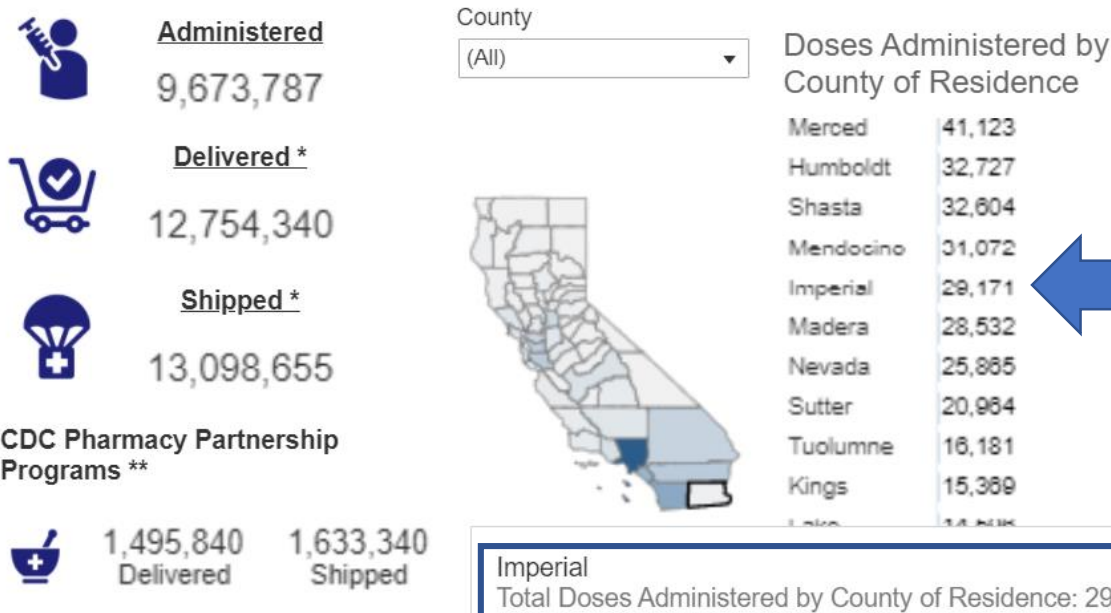 Administered
9,673,787
Delivered *
12,754,340
Shipped *
13,098,655
CDC Pharmacy Partnership
Programs **
1,495,840
Delivered
1,633,340
Shipped
County
(All)
Doses Administered by
County of Residence
Merced 41,123
Humboldt 32,727
Shasta 32,604
Mendocino 31,072
Imperial 29,171
Madera 28,532
Nevada 25,865
Sutter 20,964
Tuolumne 16,181
Kings 15,369
Imperial
Total Doses Administered by County of Residence: 29